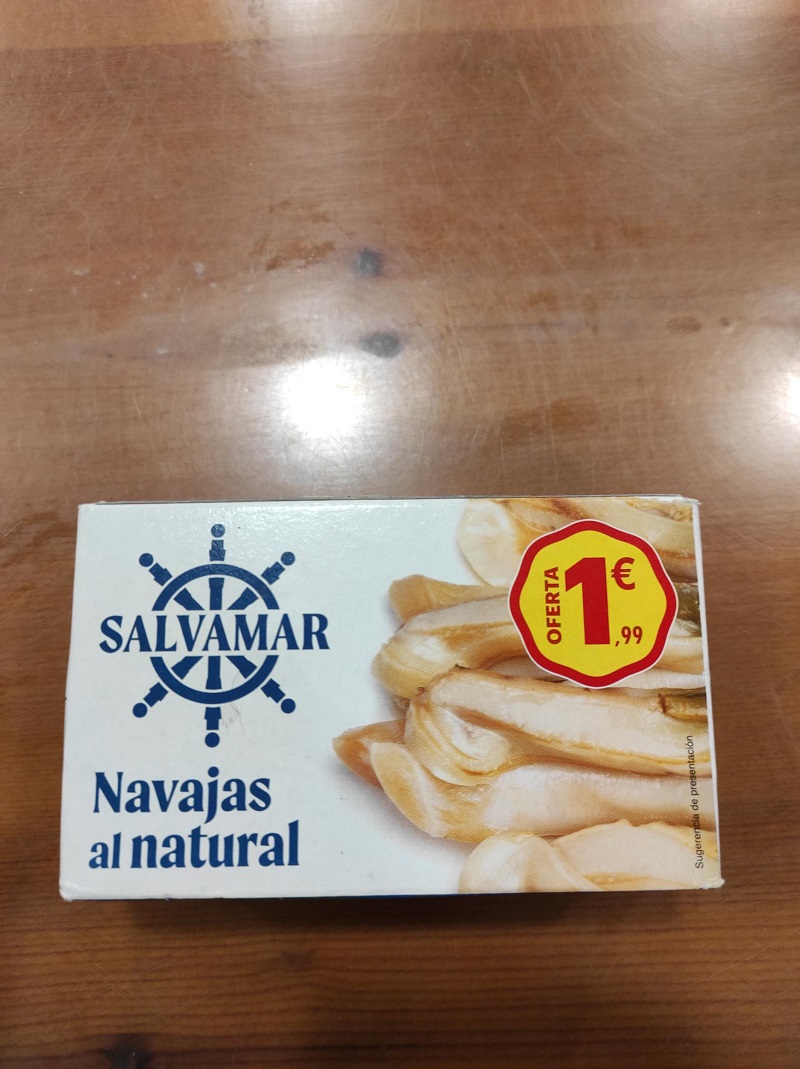 SALVAMAR
Navajas
al natural
OFERTA
1€
,99
Sugerencia de presentación